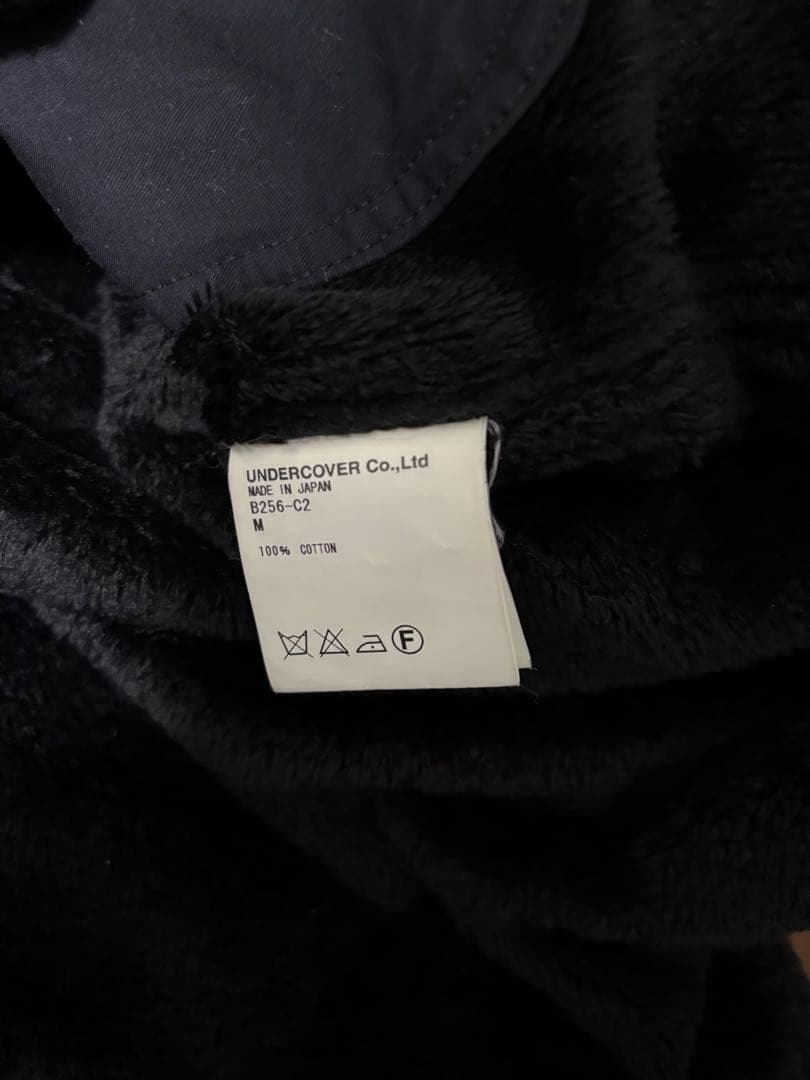 UNDERCOVER Co.,Ltd
MADE IN JAPAN
B256-C2
M
100% COTTON
F